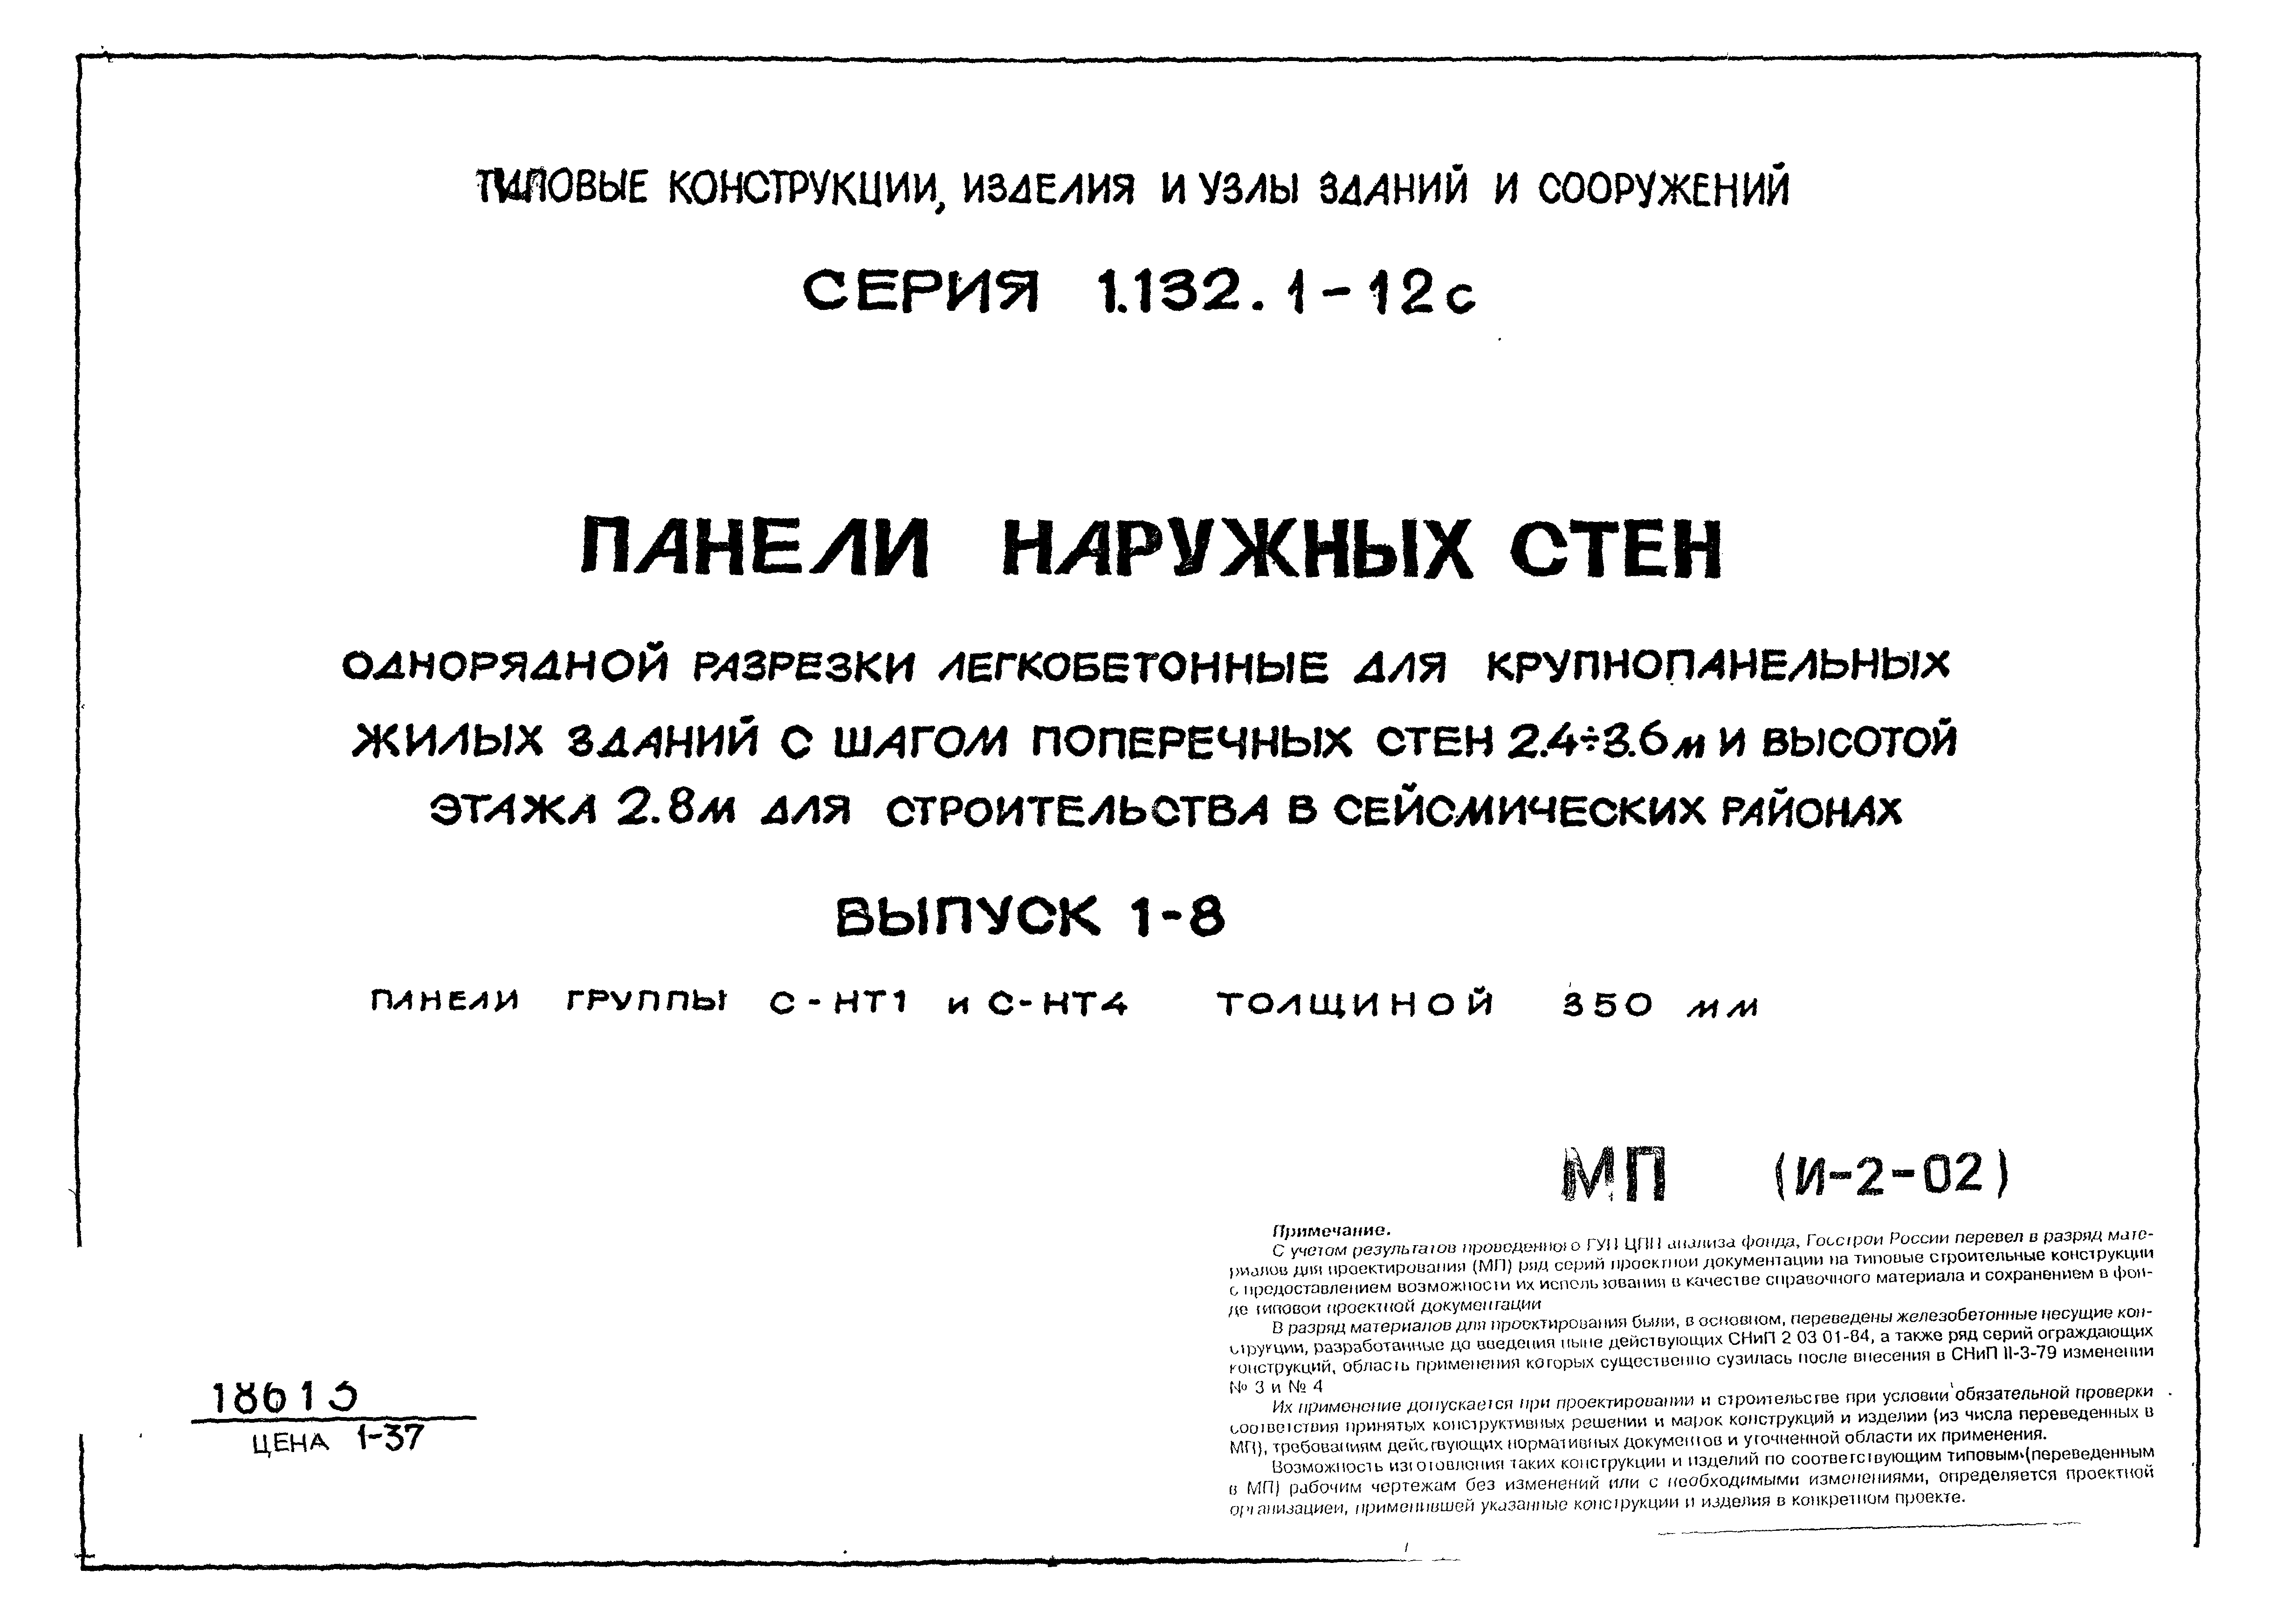 ТИПОВЫЕ КОНСТРУКЦИИ, ИЗДЕЛИЯ И УЗЛЫ ЗДАНИЙ И СООРУЖЕНИЙ
СЕРИЯ 1.132.1-12с
ПАНЕЛИ НАРУЖНЫХ СТЕН
ОДНОРЯДНОЙ РАЗРЕЗКИ ЛЕГКОБЕТОННЫЕ ДЛЯ КРУПНОПАНЕЛЬНЫХ
ЖИЛЫХ ЗДАНИЙ С ШАГОМ ПОПЕРЕЧНЫХ СТЕН 2.4÷3.6м И ВЫСОТОЙ
ЭТАЖА 2.8м ДЛЯ СТРОИТЕЛЬСТВА В СЕЙСМИЧЕСКИХ РАЙОНАХ
ВЫПУСК 1-8
ПАНЕЛИ ГРУППЫ С-НТ1 и С-НТ4 ТОЛЩИНОЙ 350 мм
МП (И-2-02)
Примечание.
С учетом результатов проведенного ГУП ЦПП анализа фонда, Госстрой России перевел в разряд мате-
риалов для проектирования (МП) ряд серий проектной документации на типовые строительные конструкции
с предоставлением возможности их использования в качестве справочного материала и сохранением в фон-
де типовой проектной документации
В разряд материалов для проектирования были, в основном, переведены железобетонные несущие кон-
струкции, разработанные до введения ныне действующих СНиП 2 03 01-84, а также ряд серий ограждающих
конструкций, область применения которых существенно сузилась после внесения в СНиП II-3-79 изменении
№ 3 и № 4
Их применение допускается при проектировании и строительстве при условии обязательной проверки
соответствия принятых конструктивных решении и марок конструкций и изделии (из числа переведенных в
МП), требованиям действующих нормативных документов и уточненной области их применения.
Возможность изготовления таких конструкции и изделий по соответствующим типовым (переведенным
в МП) рабочим чертежам без изменений или с необходимыми изменениями, определяется проектной
организацией, применившей указанные конструкции и изделия в конкретном проекте.
18613
ЦЕНА 1-37